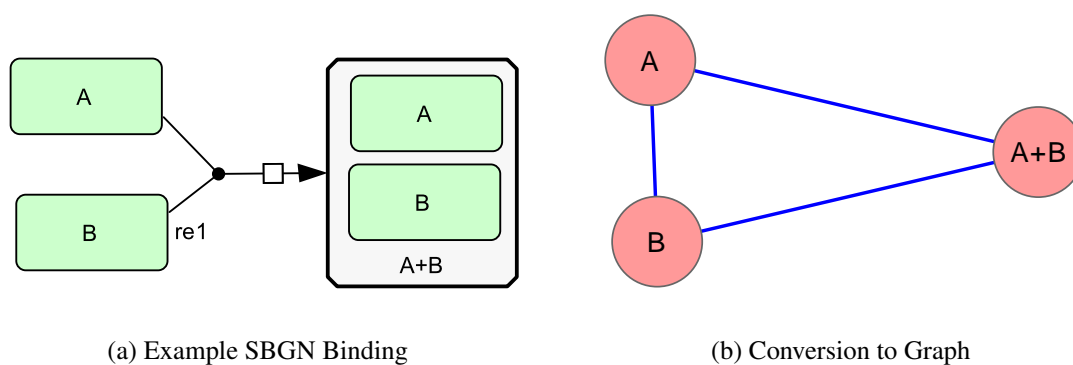 A
B
re1
A
B
A+B
A
B
A+B
(a) Example SBGN Binding
(b) Conversion to Graph